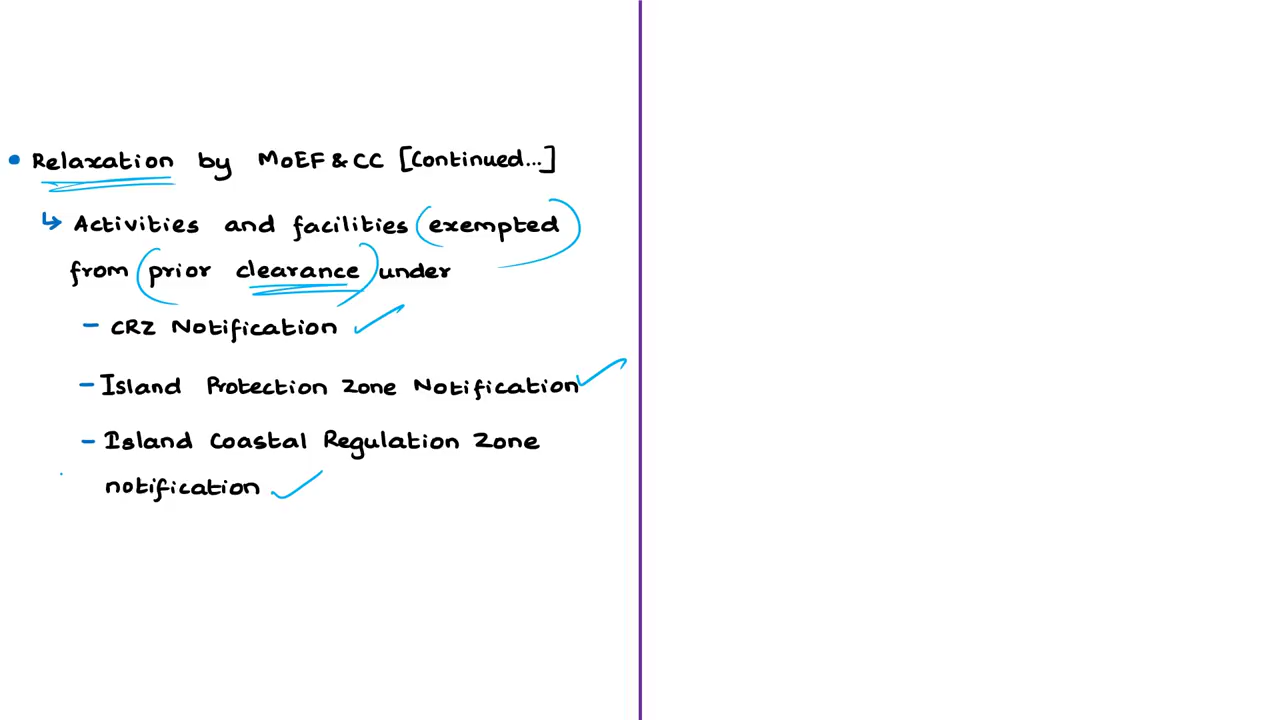 • Relaxation by MoEF & CC [Continued...]
↳ Activities and facilities exempted
from prior clearance under
– CRZ Notification
– Island Protection Zone Notification
– Island Coastal Regulation Zone
notification